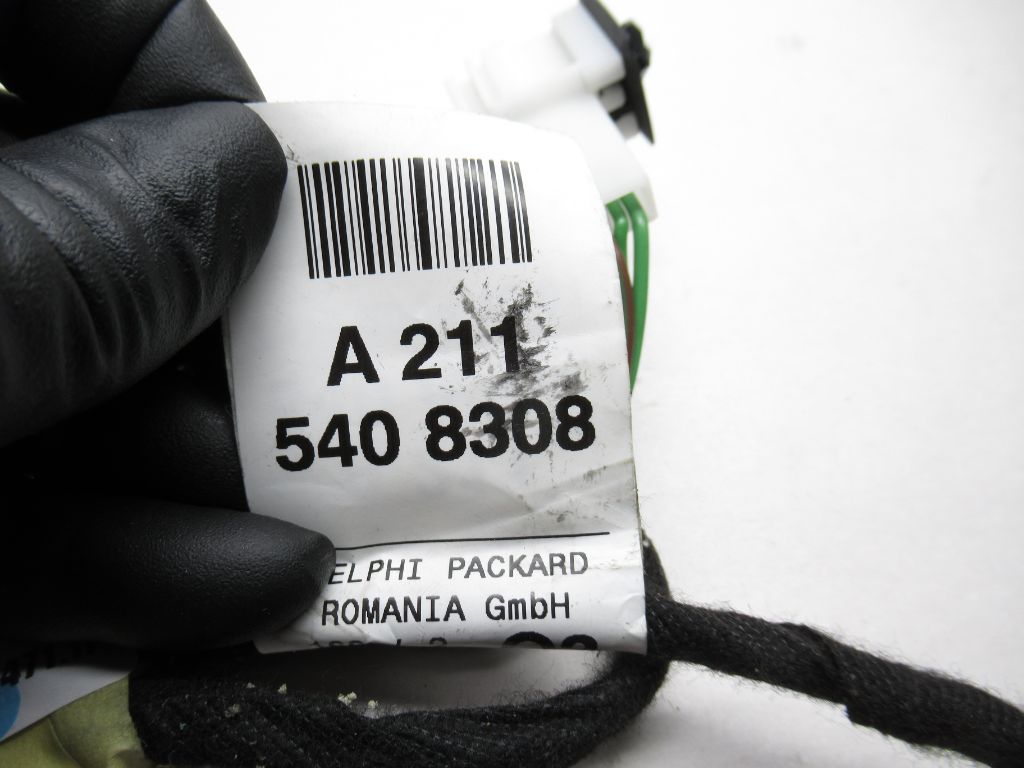 A 211
540 8308
ELPHI PACKARD
ROMANIA GmbH